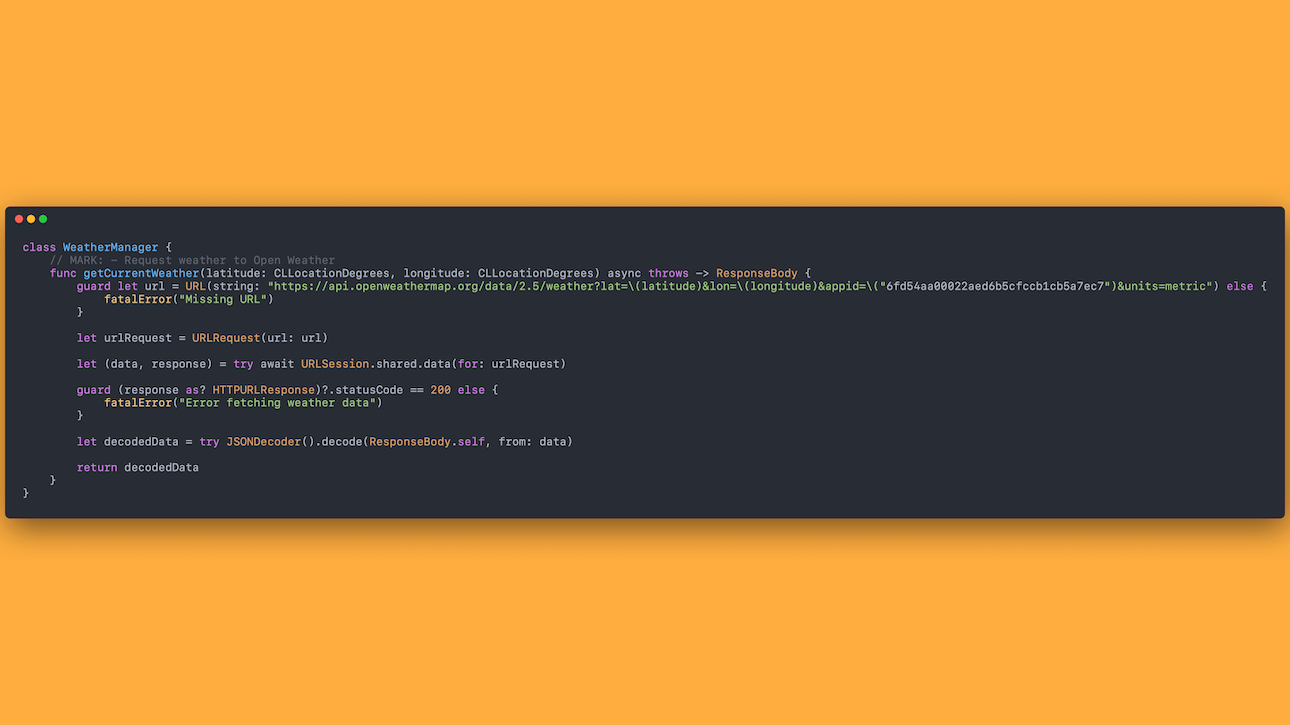 class WeatherManager {
    // MARK: - Request weather to Open Weather
    func getCurrentWeather(latitude: CLLocationDegrees, longitude: CLLocationDegrees) async throws -> ResponseBody {
        guard let url = URL(string: "https://api.openweathermap.org/data/2.5/weather?lat=\(latitude)&lon=\(longitude)&appid=\("6fd54aa00022aed6b5cfccb1cb5a7ec7")&units=metric") else {
            fatalError("Missing URL")
        }

        let urlRequest = URLRequest(url: url)

        let (data, response) = try await URLSession.shared.data(for: urlRequest)

        guard (response as? HTTPURLResponse)?.statusCode == 200 else {
            fatalError("Error fetching weather data")
        }

        let decodedData = try JSONDecoder().decode(ResponseBody.self, from: data)

        return decodedData
    }
}